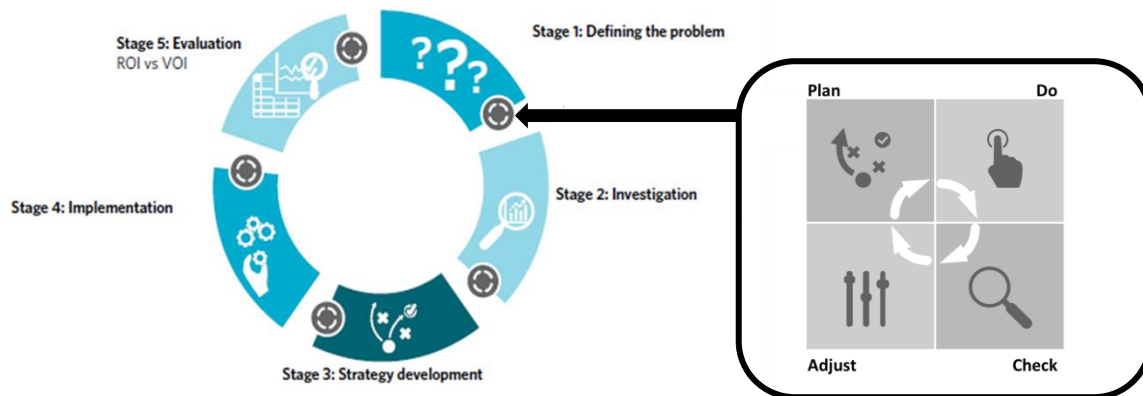 Stage 1: Defining the problem
Stage 2: Investigation
Stage 3: Strategy development
Stage 4: Implementation
Stage 5: Evaluation
ROI vs VOI
???
Plan
Do
Adjust
Check